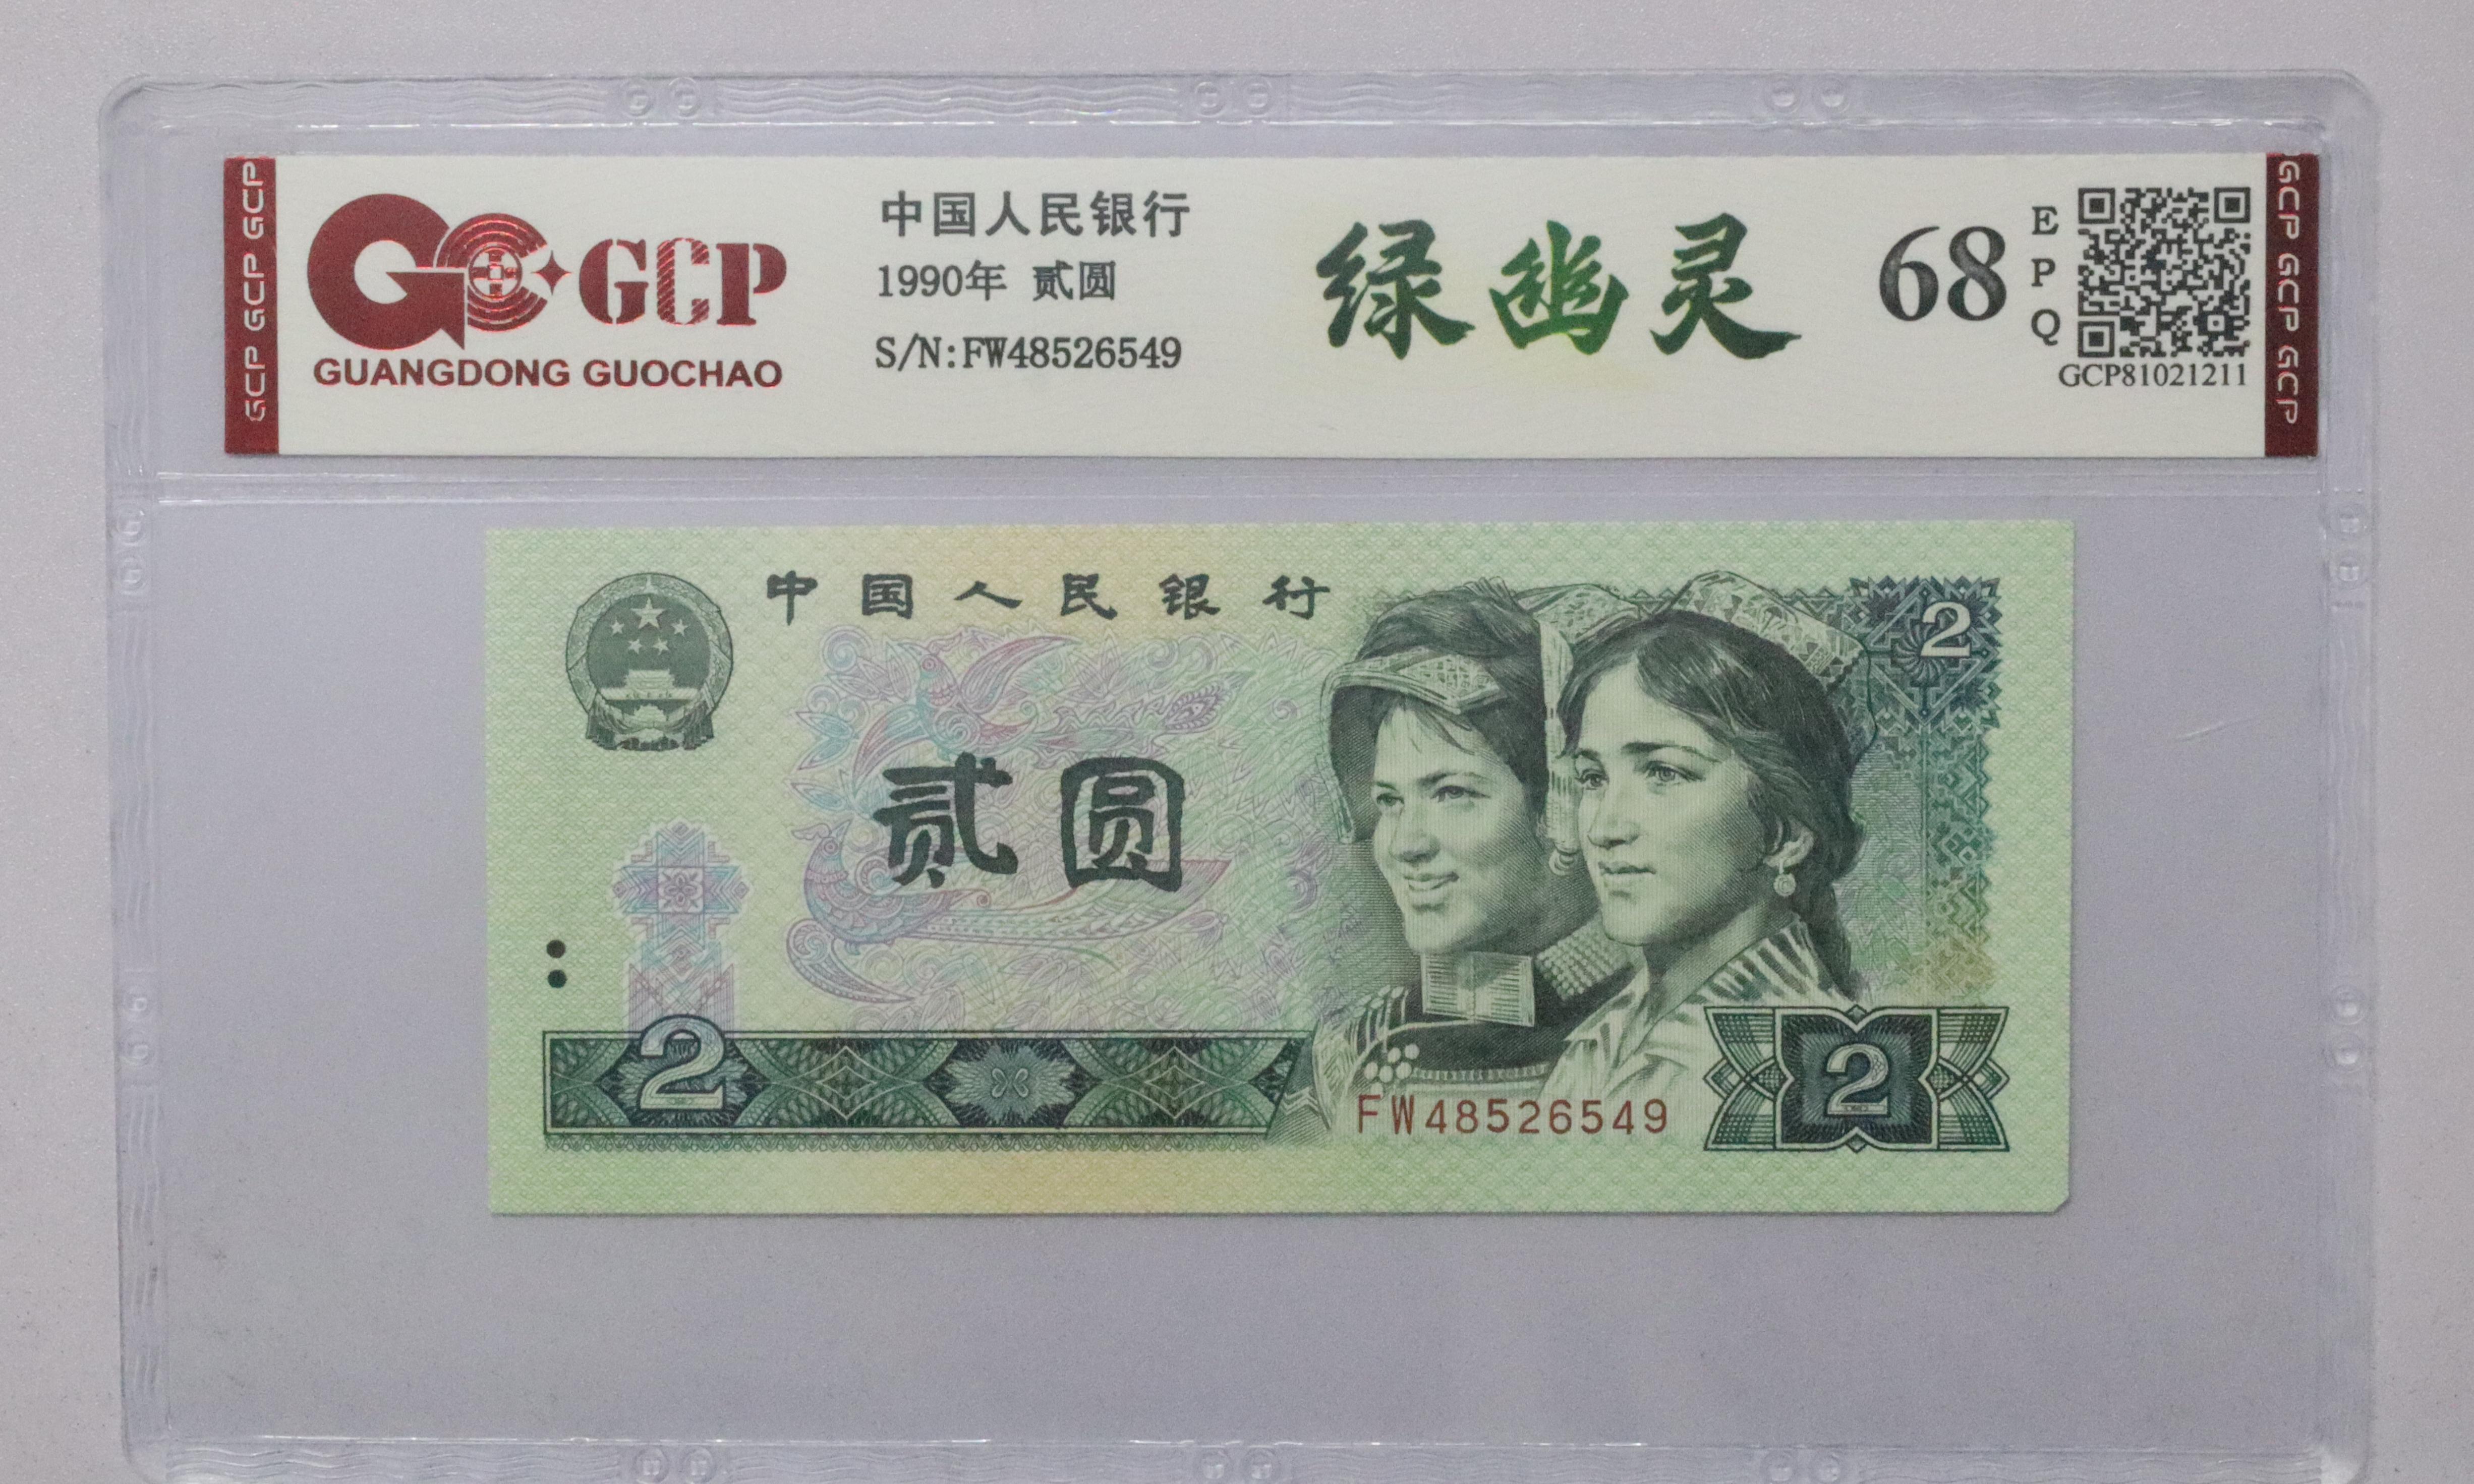 GCP GCP GCP
GCP
GUANGDONG GUOCHAO
中国人民银行
1990年 贰圆
S/N:FW48526549
绿幽灵
68
E
P
Q
GCP81021211
GCP GCP GCP
中国人民银行
2
贰圆
2
FW48526549
2